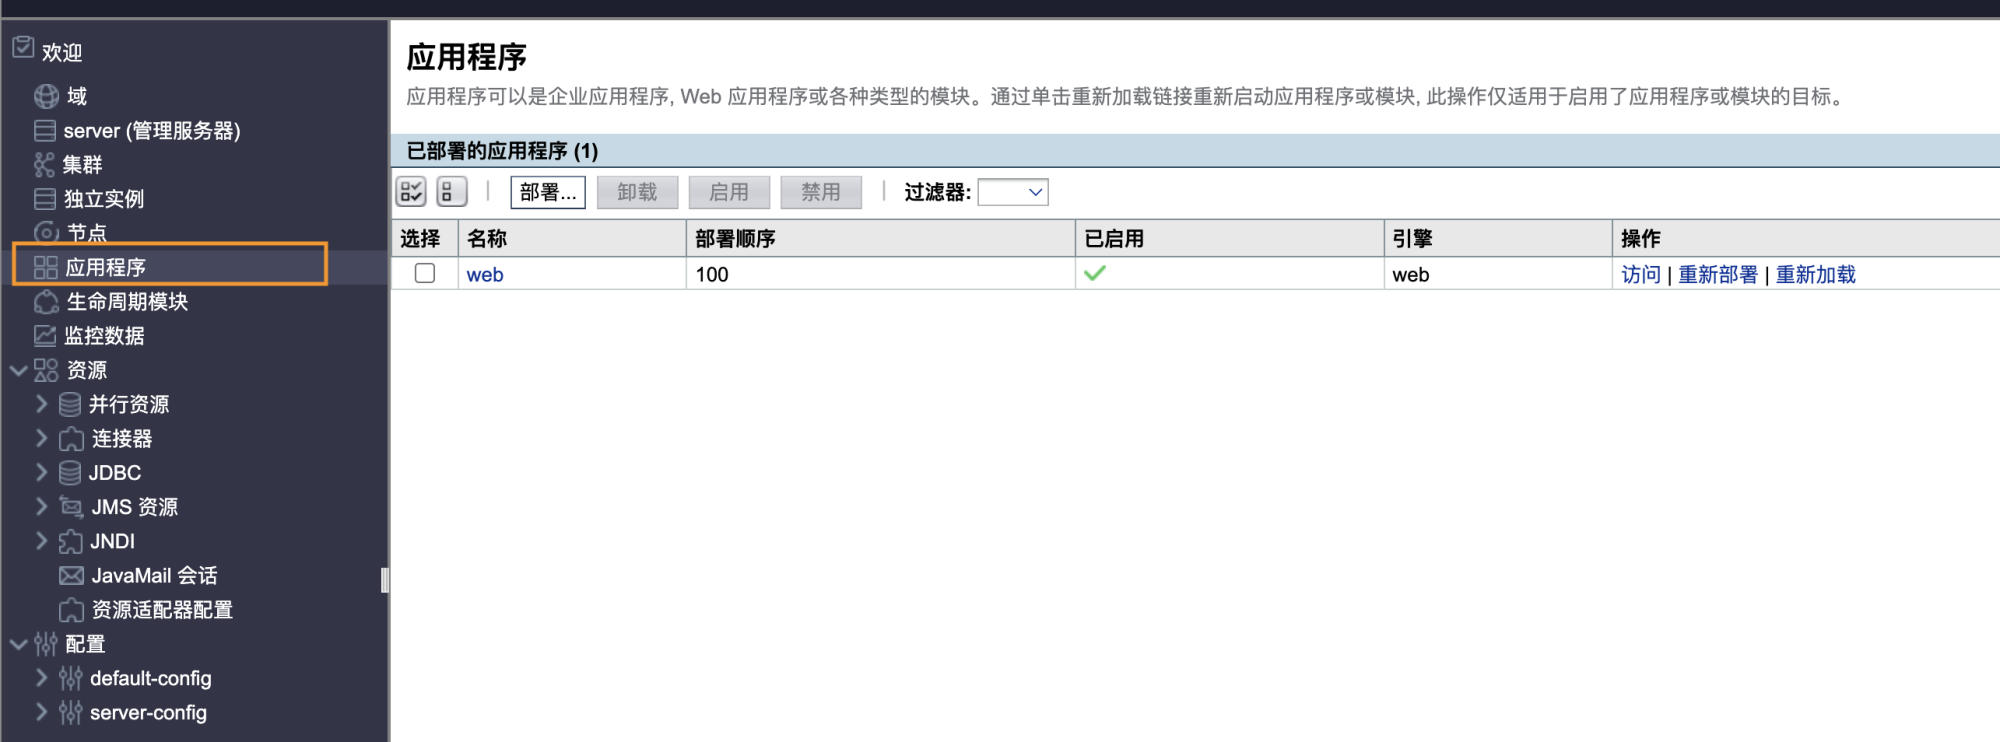 欢迎
域
server (管理服务器)
集群
独立实例
节点
应用程序
生命周期模块
监控数据
资源
并行资源
连接器
JDBC
JMS 资源
JNDI
JavaMail 会话
资源适配器配置
配置
default-config
server-config
应用程序
应用程序可以是企业应用程序, Web 应用程序或各种类型的模块。通过单击重新加载链接重新启动应用程序或模块, 此操作仅适用于启用了应用程序或模块的目标。
已部署的应用程序 (1)
部署... 卸载 启用 禁用 过滤器:
选择 名称 部署顺序 已启用 引擎 操作
web 100 web 访问 | 重新部署 | 重新加载